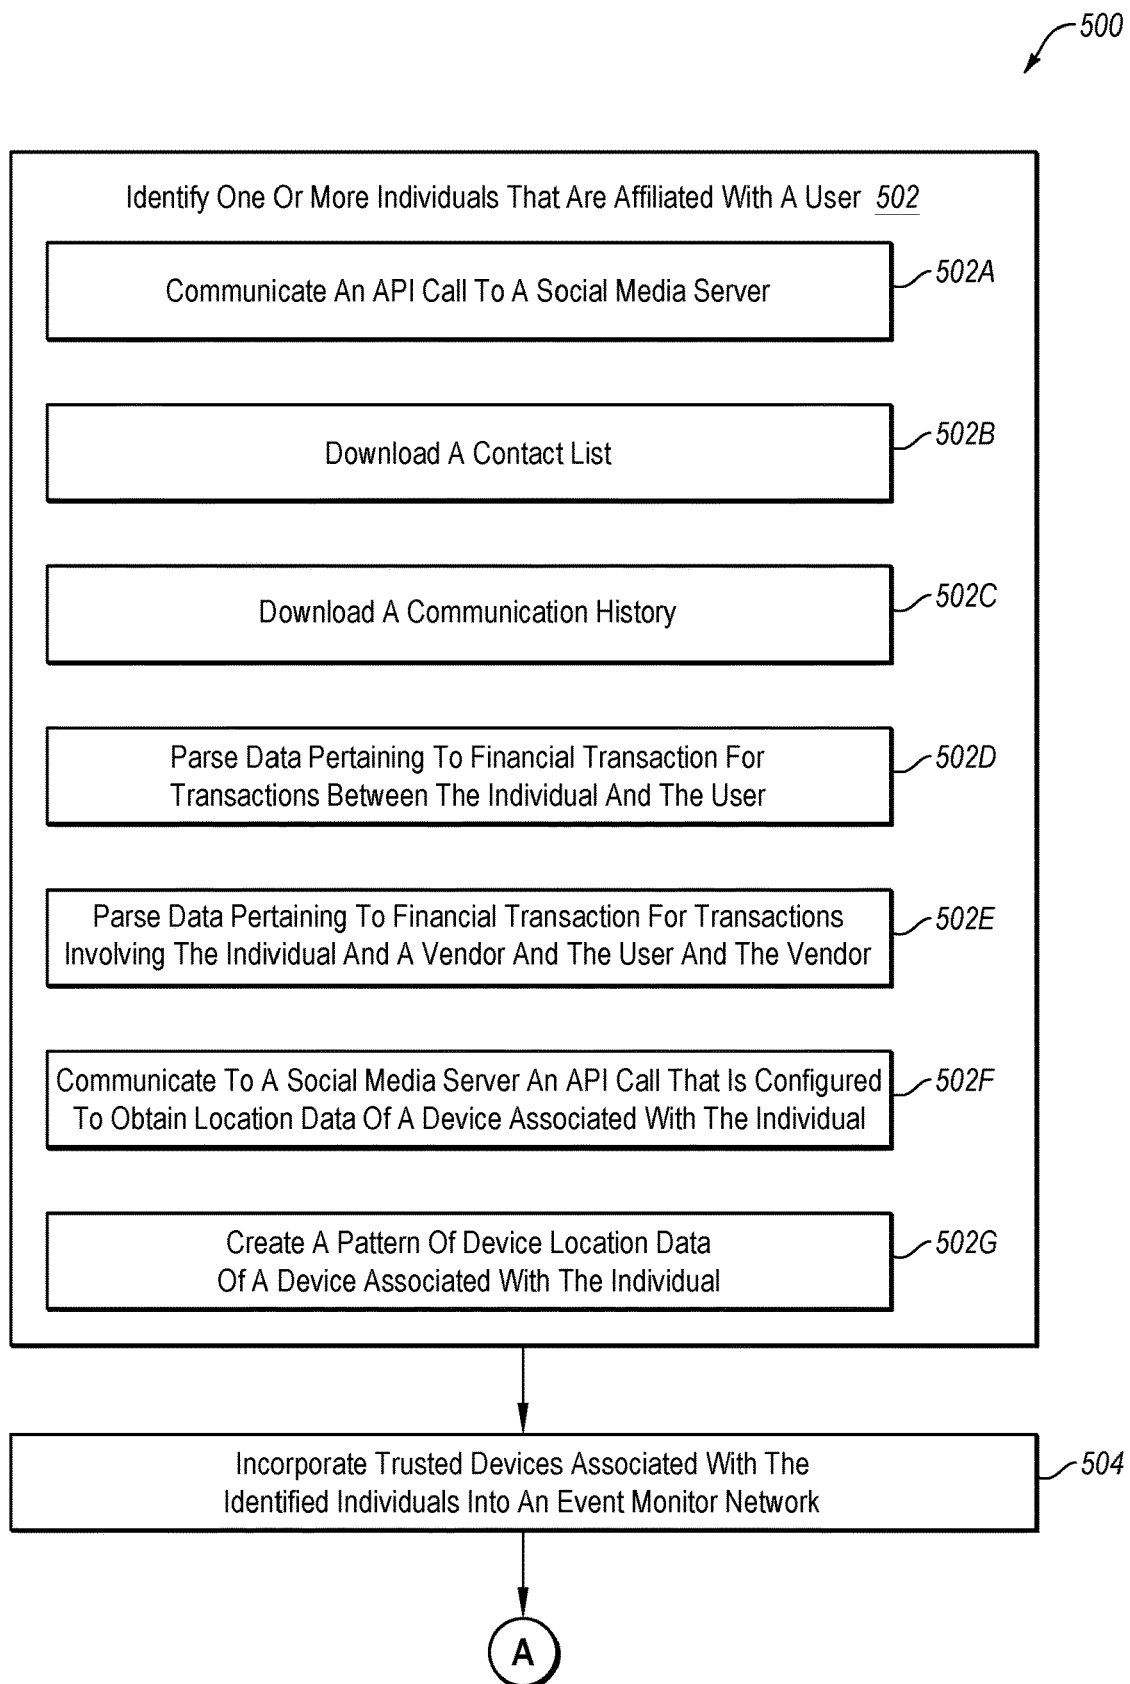 500
Identify One Or More Individuals That Are Affiliated With A User 502
Communicate An API Call To A Social Media Server
502A
Download A Contact List
502B
Download A Communication History
502C
Parse Data Pertaining To Financial Transaction For
Transactions Between The Individual And The User
502D
Parse Data Pertaining To Financial Transaction For Transactions
Involving The Individual And A Vendor And The User And The Vendor
502E
Communicate To A Social Media Server An API Call That Is Configured
To Obtain Location Data Of A Device Associated With The Individual
502F
Create A Pattern Of Device Location Data
Of A Device Associated With The Individual
502G
Incorporate Trusted Devices Associated With The
Identified Individuals Into An Event Monitor Network
504
A